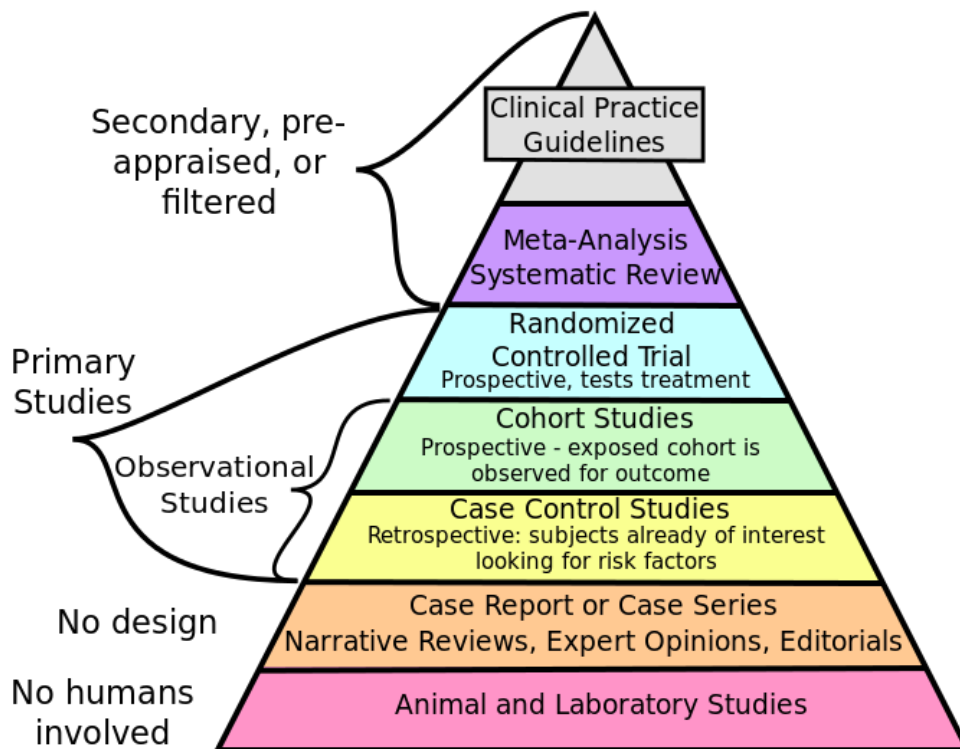 Clinical Practice
Guidelines
Secondary, pre-
appraised, or
filtered
Meta-Analysis
Systematic Review
Randomized
Controlled Trial
Prospective, tests treatment
Primary
Studies
Cohort Studies
Prospective - exposed cohort is
observed for outcome
Observational
Studies
Case Control Studies
Retrospective: subjects already of interest
looking for risk factors
No design
Case Report or Case Series
Narrative Reviews, Expert Opinions, Editorials
No humans
involved
Animal and Laboratory Studies